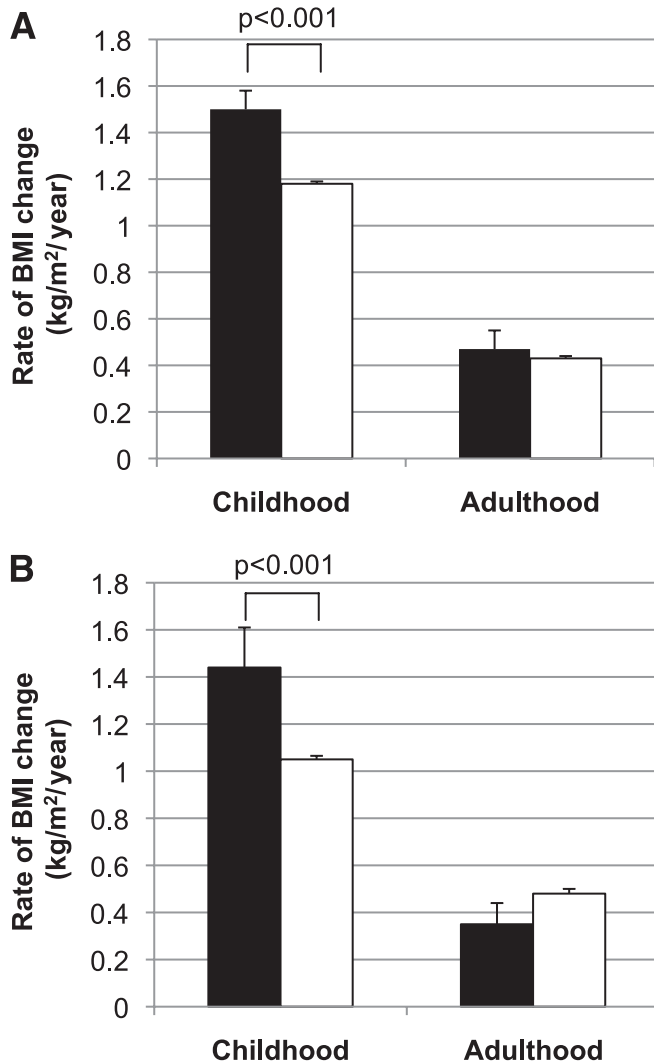 A
p<0.001
Rate of BMI change
(kg/m²/year)
1.8
1.6
1.4
1.2
1
0.8
0.6
0.4
0.2
0
Childhood Adulthood
B
p<0.001
Rate of BMI change
(kg/m²/year)
1.8
1.6
1.4
1.2
1
0.8
0.6
0.4
0.2
0
Childhood Adulthood